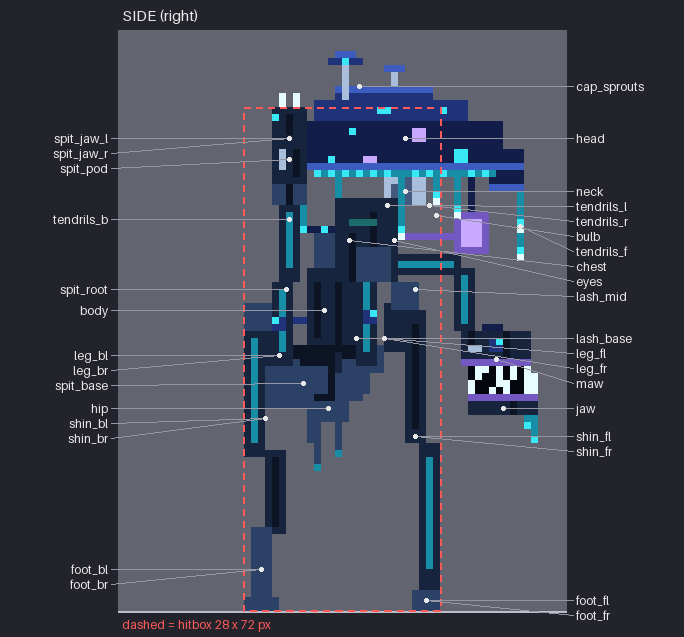 SIDE (right)
cap_sprouts
spit_jaw_l
head
spit_jaw_r
spit_pod
neck
tendrils_l
tendrils_b
tendrils_r
bulb
tendrils_f
chest
eyes
spit_root
lash_mid
body
lash_base
leg_bl
leg_fl
leg_br
leg_fr
spit_base
maw
hip
jaw
shin_bl
shin_br
shin_fl
shin_fr
foot_bl
foot_br
foot_fl
foot_fr
dashed = hitbox 28 x 72 px